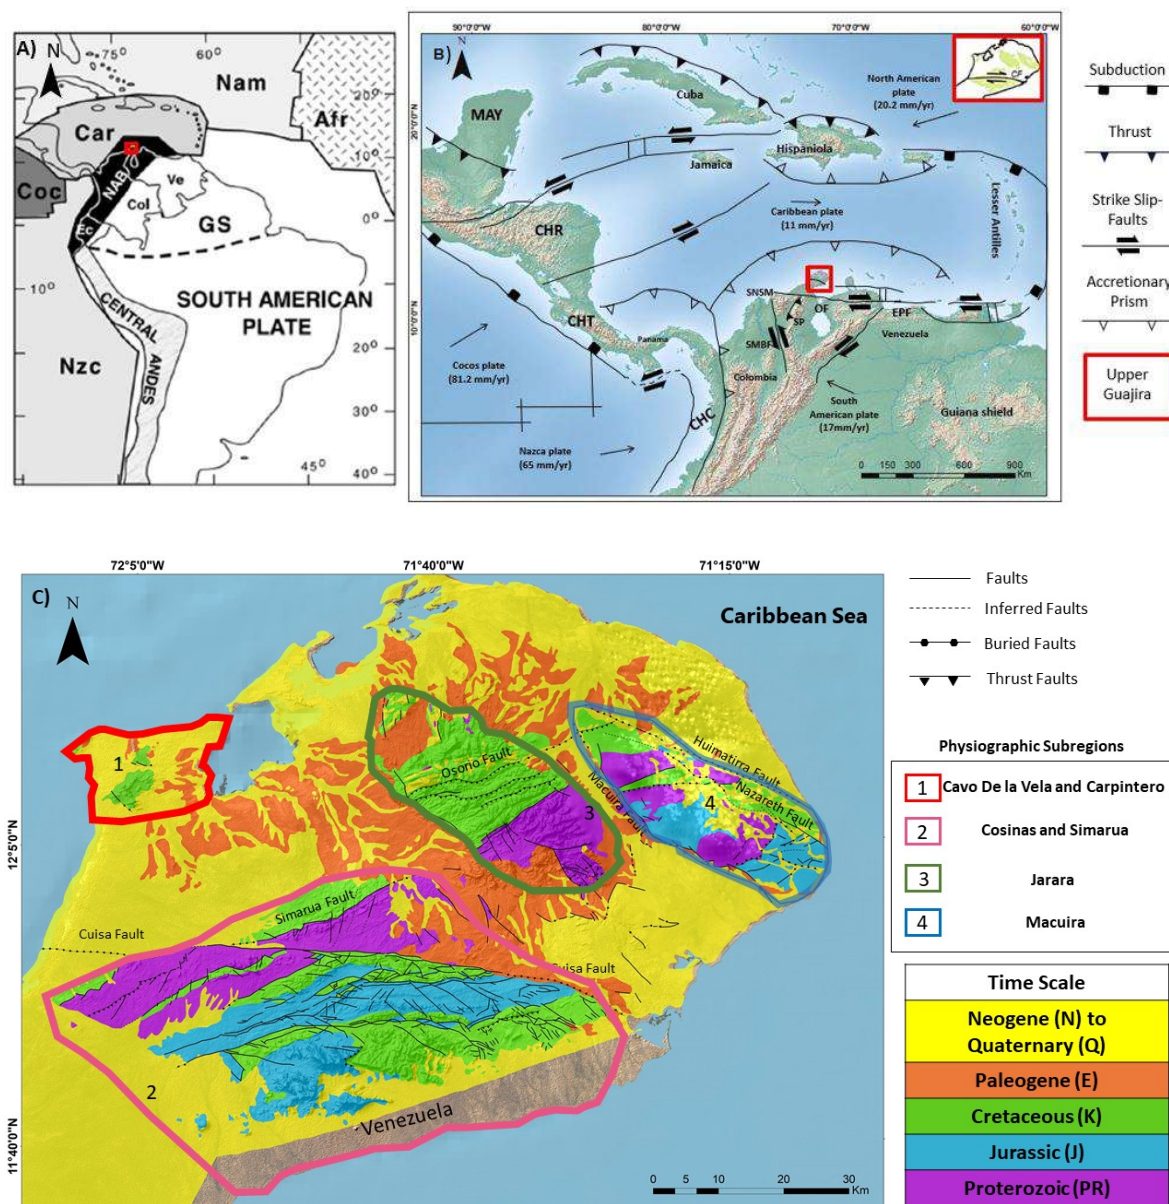 A)
N
75°
60°
Nam
20°
Afr
Car
10°
Coc
NAB
Ve
Col
Ec
GS
0°
10°
SOUTH AMERICAN
PLATE
CENTRAL
ANDES
Nzc
20°
30°
45°
40°
90°0'0"W
80°0'0"W
70°0'0"W
60°0'0"W
B)
N
CF
North American
plate
(20.2 mm/yr)
Cuba
MAY
20°0'0"N
Hispaniola
Jamaica
Lesser Antilles
Caribbean plate
(11 mm/yr)
CHR
SNSM
OF
EPF
CHT
10°0'0"N
SP
Venezuela
Panama
SMBF
Cocos plate
(81.2 mm/yr)
Colombia
South
American plate
(17mm/yr)
Guiana shield
CHC
Nazca plate
(65 mm/yr)
0 150 300 600 900
Km
Subduction
Thrust
Strike Slip-
Faults
Accretionary
Prism
Upper
Guajira
72°5'0"W
71°40'0"W
71°15'0"W
C)
N
Caribbean Sea
1
Osorio Fault
Huimatirra Fault
Macuira Fault
Nazareth Fault
4
3
12°5'0"N
Simarua Fault
Cuisa Fault
Cuisa Fault
2
Venezuela
11°40'0"N
0 5 10 20 30
Km
Faults
Inferred Faults
Buried Faults
Thrust Faults
Physiographic Subregions
1 Cavo De la Vela and Carpintero
2 Cosinas and Simarua
3 Jarara
4 Macuira
Time Scale
Neogene (N) to
Quaternary (Q)
Paleogene (E)
Cretaceous (K)
Jurassic (J)
Proterozoic (PR)